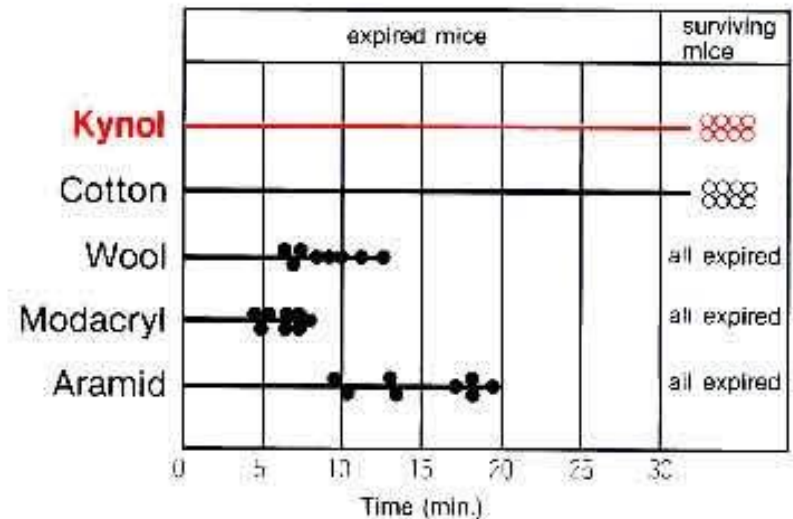 expired mice
surviving
mice
Kynol
Cotton
Wool all expired
Modacryl all expired
Aramid all expired
0 5 10 15 20 25 30
Time (min.)